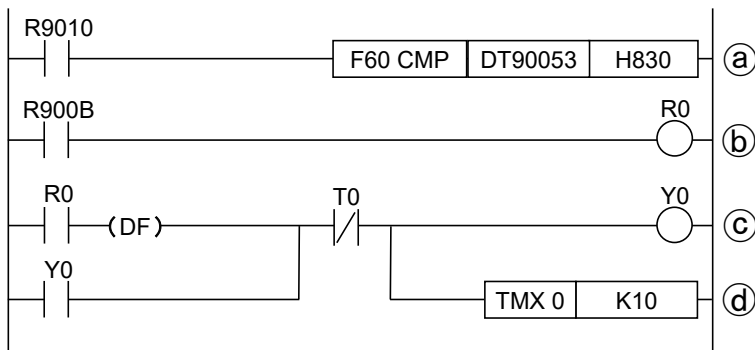 R9010
F60 CMP DT90053 H830 ⓐ
R900B R0
ⓑ
R0 T0 Y0
(DF) ⓒ
Y0
TMX 0 K10 ⓓ